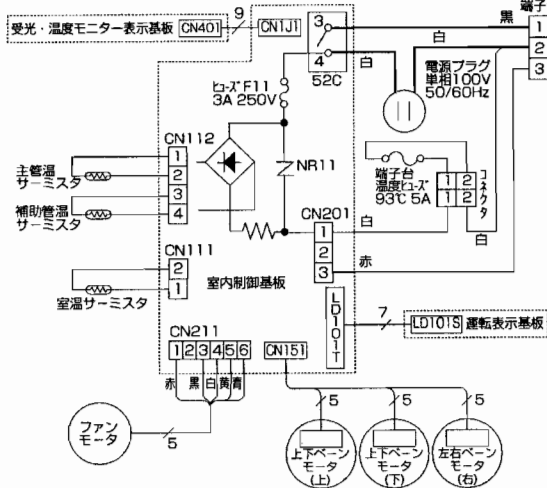 受光・温度モニター表示基板 CN401
9
CN1J1
3
4
52C
黒
白
白
端子
1
2
3
電源プラグ
単相100V
50/60Hz
ヒューズF11
3A 250V
CN112
1
2
3
4
主管温
サーミスタ
補助管温
サーミスタ
NR11
端子台
温度ヒューズ
93℃ 5A
1 2
1 2
コネクタ
白
白
CN201
1
2
3
赤
CN111
2
1
室温サーミスタ
室内制御基板
LD101T
7
LD101S 運転表示基板
CN211
1 2 3 4 5 6
赤 黒 白 黄 青
CN151
ファン
モータ
5
5
5
5
上下ベーン
モータ
(上)
上下ベーン
モータ
(下)
左右ベーン
モータ
(右)